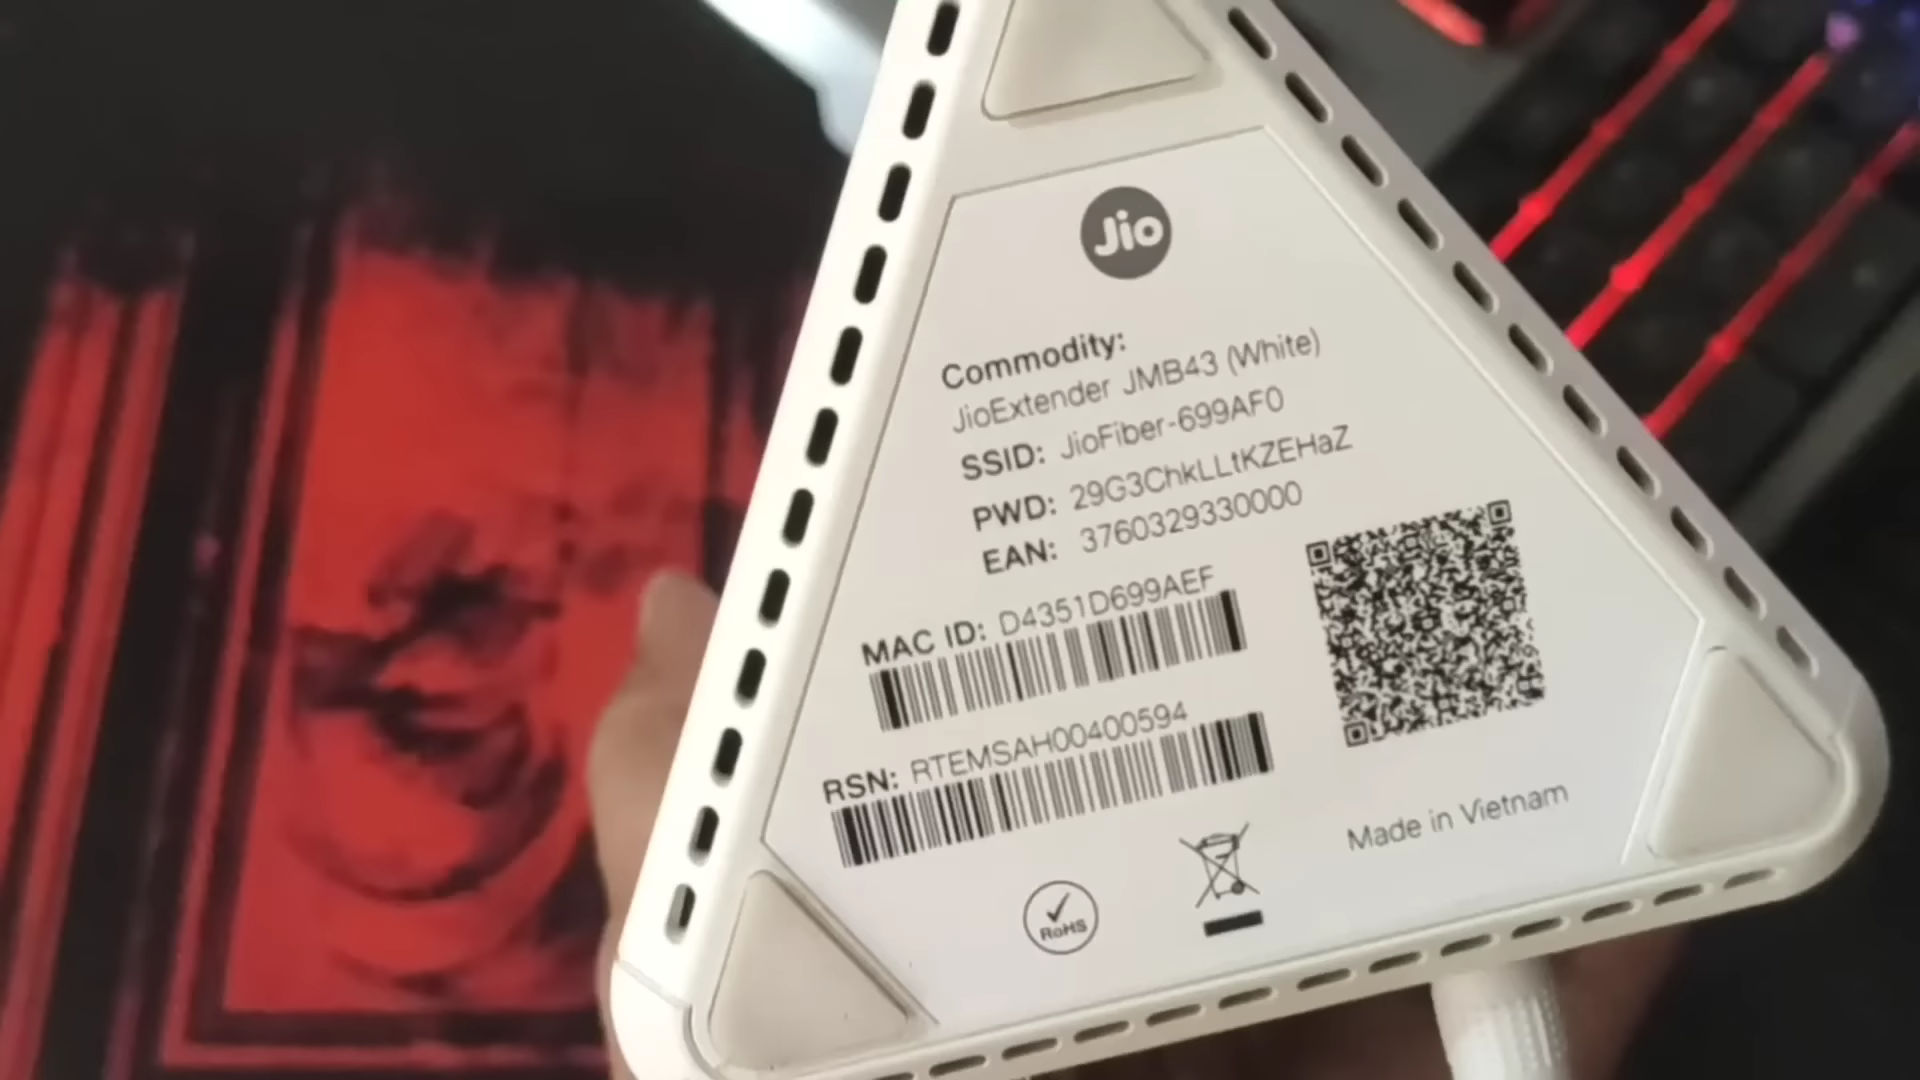 Jio
Commodity:
JioExtender JMB43 (White)
SSID: JioFiber-699AF0
PWD: 29G3ChkLLtKZEHaZ
EAN: 3760329330000
MAC ID: D4351D699AEF
RSN: RTEMSAH00400594
Made in Vietnam
RoHS